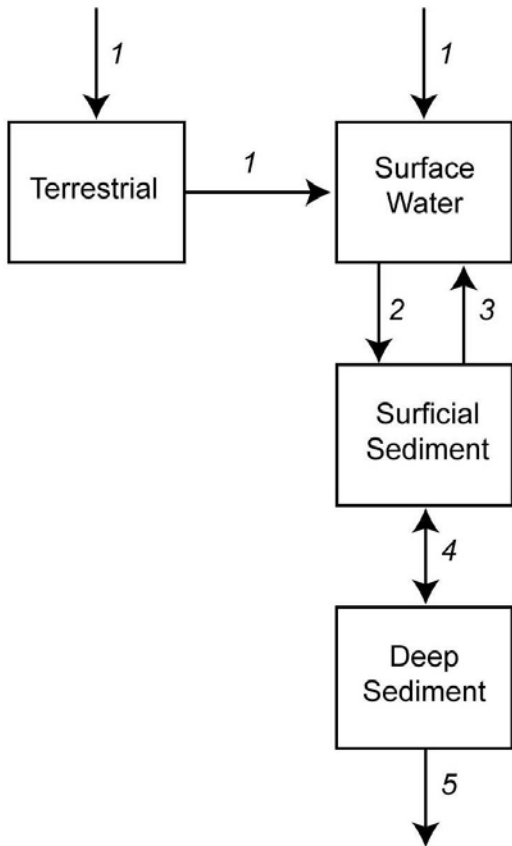 1
1
Terrestrial
1
Surface
Water
2
3
Surficial
Sediment
4
Deep
Sediment
5